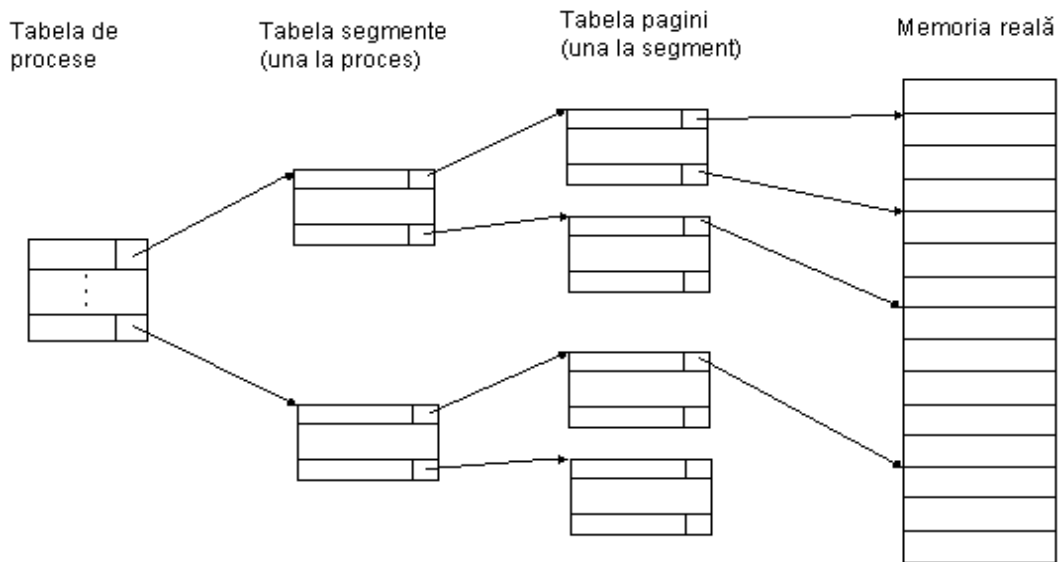 Tabela de
procese
Tabela segmente
(una la proces)
Tabela pagini
(una la segment)
Memoria reală